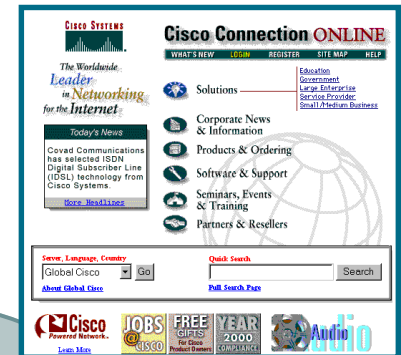 CISCO SYSTEMS
Cisco Connection ONLINE
WHAT'S NEW LOGIN REGISTER SITE MAP HELP
The Worldwide
Leader
in Networking
for the Internet
Today's News
Covad Communications
has selected ISDN
Digital Subscriber Line
(IDSL) technology from
Cisco Systems.
More Headlines
Solutions
Education
Government
Large Enterprise
Service Provider
Small/Medium Business
Corporate News
& Information
Products & Ordering
Software & Support
Seminars, Events
& Training
Partners & Resellers
Server, Language, Country
Global Cisco Go
About Global Cisco
Quick Search
Search
Full Search Page
Cisco
Powered Network
Learn More
JOBS
@CISCO
FREE
GIFTS
For Cisco
Product Owners
YEAR
2000
COMPLIANCE
Audio
audio